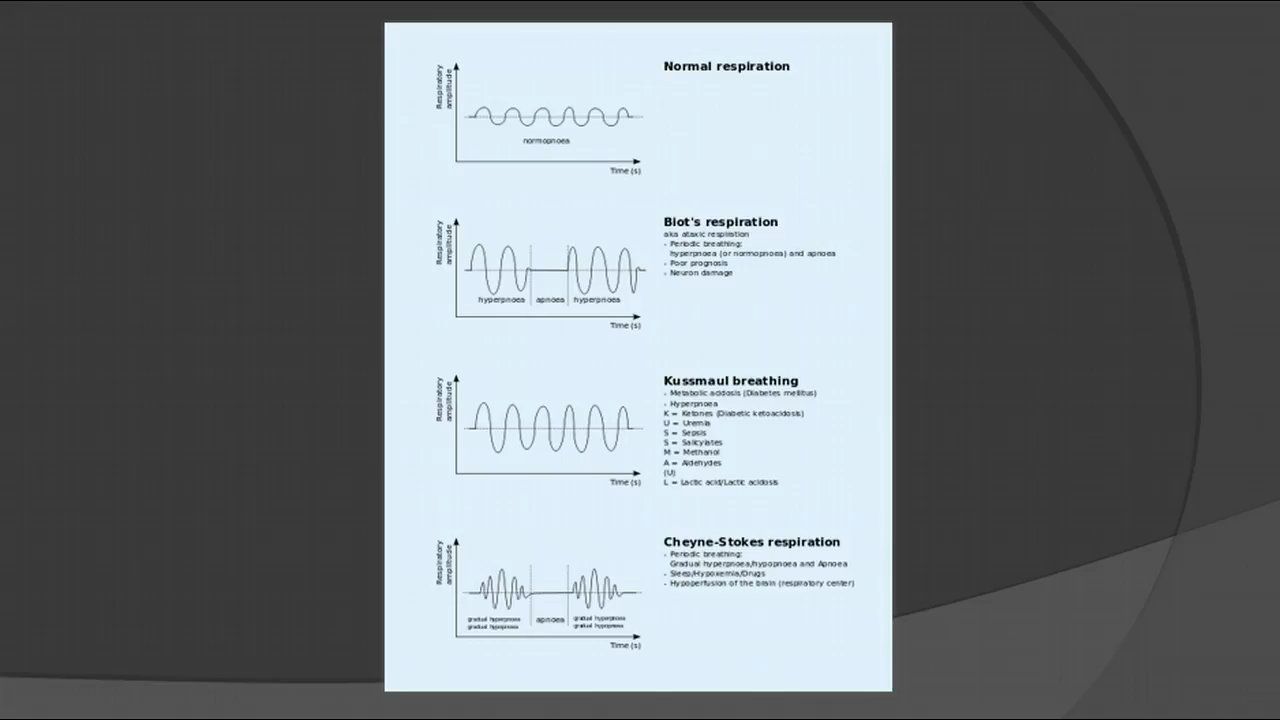 Normal respiration
Respiratory
amplitude
normopnoea
Time (s)
Biot's respiration
aka ataxic respiration
- Periodic breathing:
hyperpnoea (or normopnoea) and apnoea
- Poor prognosis
- Neuron damage
Respiratory
amplitude
hyperpnoea apnoea hyperpnoea
Time (s)
Kussmaul breathing
- Metabolic acidosis (Diabetes mellitus)
- Hyperpnoea
K = Ketones (Diabetic ketoacidosis)
U = Uremia
S = Sepsis
S = Salicylates
M = Methanol
A = Aldehydes
(U)
L = Lactic acid/Lactic acidosis
Respiratory
amplitude
Time (s)
Cheyne-Stokes respiration
- Periodic breathing:
Gradual hyperpnoea/hypopnoea and Apnoea
- Sleep/Hypoxemia/Drugs
- Hypoperfusion of the brain (respiratory center)
Respiratory
amplitude
gradual hyperpnoea apnoea gradual hyperpnoea
gradual gradual
Time (s)